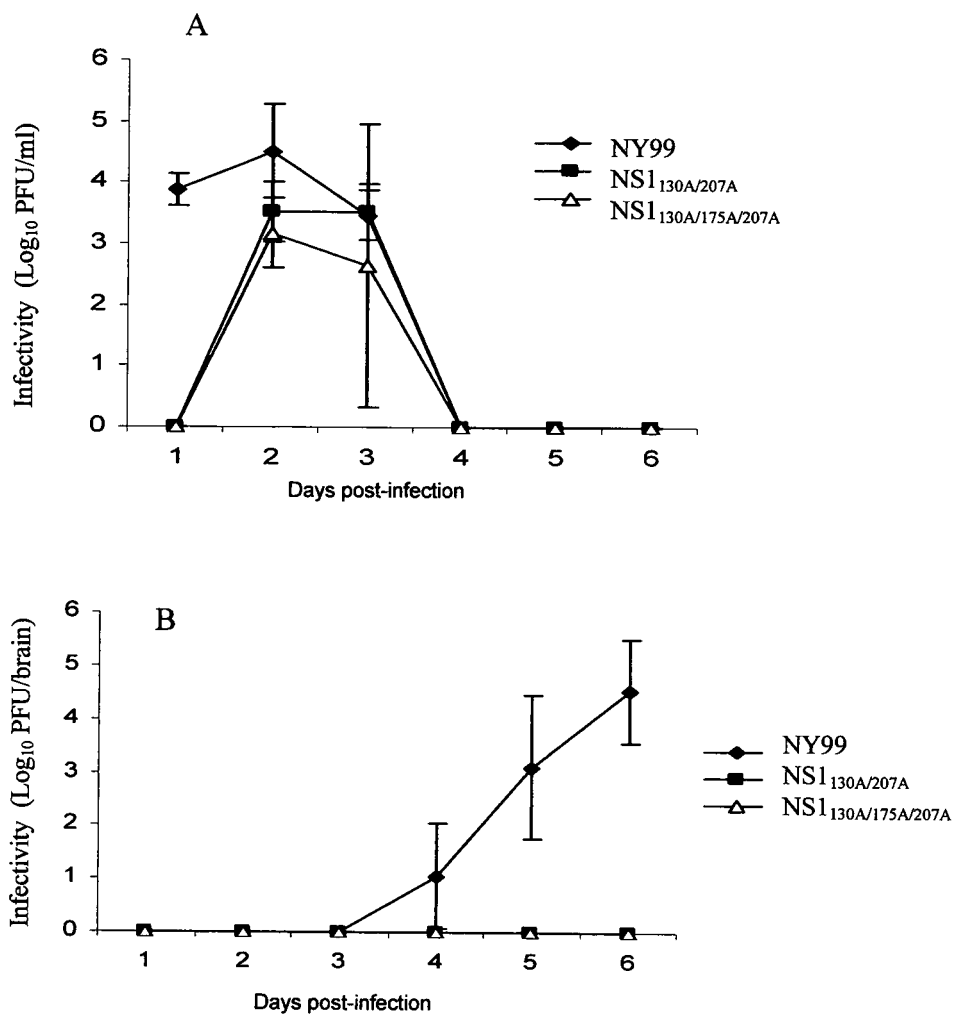 A
6
5
4
3
2
1
0
Infectivity (Log₁₀ PFU/ml)
1 2 3 4 5 6
Days post-infection
NY99
NS1₁₃₀A/₂₀₇A
NS1₁₃₀A/₁₇₅A/₂₀₇A
B
6
5
4
3
2
1
0
Infectivity (Log₁₀ PFU/brain)
1 2 3 4 5 6
Days post-infection
NY99
NS1₁₃₀A/₂₀₇A
NS1₁₃₀A/₁₇₅A/₂₀₇A